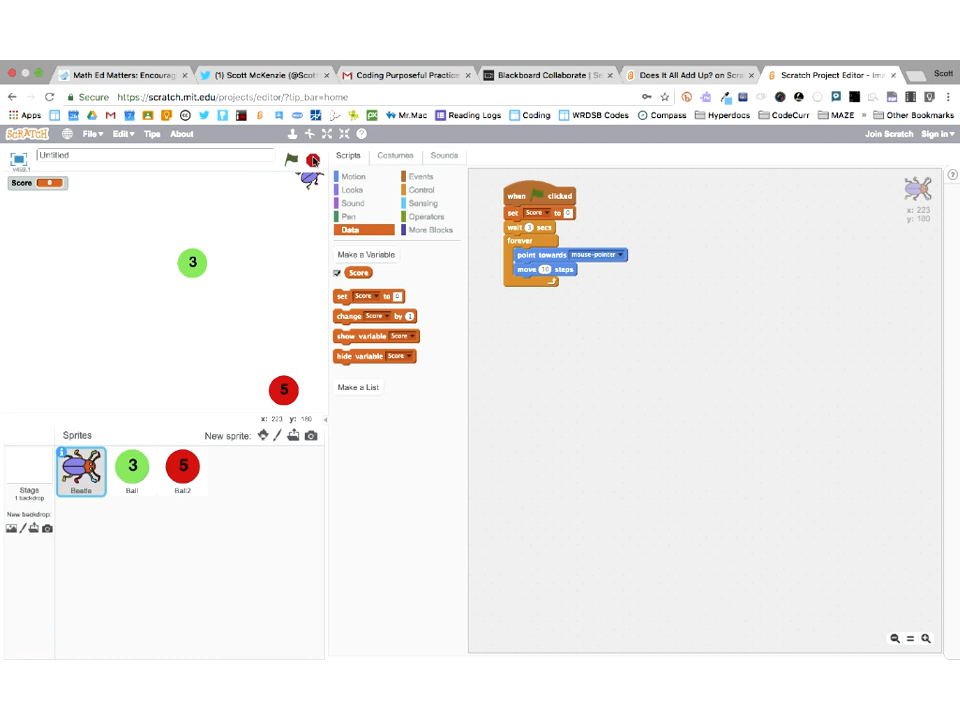 Math Ed Matters: Encourag
(1) Scott McKenzie (@Scott
Coding Purposeful Practice
Blackboard Collaborate | Se
Does It All Add Up? on Scra
Scratch Project Editor - Ima
Scott
Secure
https://scratch.mit.edu/projects/editor/?tip_bar=home
Apps
Mr.Mac
Reading Logs
Coding
WRDSB Codes
Compass
Hyperdocs
CodeCurr
MAZE
»
Other Bookmarks
SCRATCH
File
Edit
Tips
About
Join Scratch
Sign in
Untitled
Score 0
3
5
x: 223 y: 180
Sprites
New sprite:
Stage
1 backdrop
New backdrop:
Beetle
3
Ball
5
Ball2
Scripts
Costumes
Sounds
Motion
Events
Looks
Control
Sound
Sensing
Pen
Operators
Data
More Blocks
Make a Variable
Score
set Score to 0
change Score by 1
show variable Score
hide variable Score
Make a List
when clicked
set Score to 0
wait 3 secs
forever
point towards mouse-pointer
move 10 steps
x: 223
y: 180